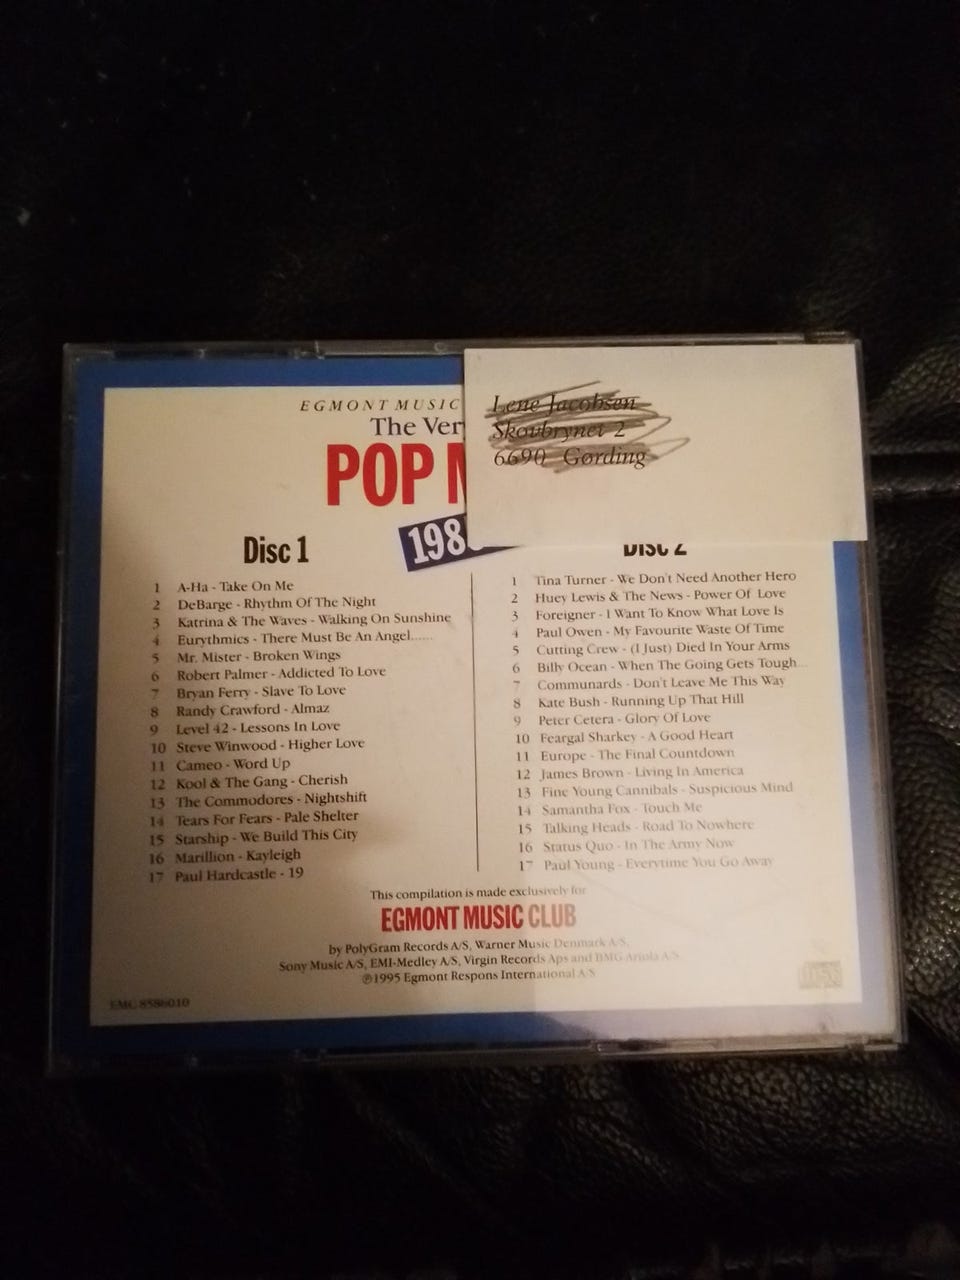 EGMONT MUSIC
The Ver
POP M
198
Lene Jacobsen
Skovbrynet 2
6690 Gørding
Disc 1
1 A-Ha - Take On Me
2 DeBarge - Rhythm Of The Night
3 Katrina & The Waves - Walking On Sunshine
4 Eurythmics - There Must Be An Angel......
5 Mr. Mister - Broken Wings
6 Robert Palmer - Addicted To Love
7 Bryan Ferry - Slave To Love
8 Randy Crawford - Almaz
9 Level 42 - Lessons In Love
10 Steve Winwood - Higher Love
11 Cameo - Word Up
12 Kool & The Gang - Cherish
13 The Commodores - Nightshift
14 Tears For Fears - Pale Shelter
15 Starship - We Build This City
16 Marillion - Kayleigh
17 Paul Hardcastle - 19
Disc 2
1 Tina Turner - We Don't Need Another Hero
2 Huey Lewis & The News - Power Of Love
3 Foreigner - I Want To Know What Love Is
4 Paul Owen - My Favourite Waste Of Time
5 Cutting Crew - (I Just) Died In Your Arms
6 Billy Ocean - When The Going Gets Tough...
7 Communards - Don't Leave Me This Way
8 Kate Bush - Running Up That Hill
9 Peter Cetera - Glory Of Love
10 Feargal Sharkey - A Good Heart
11 Europe - The Final Countdown
12 James Brown - Living In America
13 Fine Young Cannibals - Suspicious Mind
14 Samantha Fox - Touch Me
15 Talking Heads - Road To Nowhere
16 Status Quo - In The Army Now
17 Paul Young - Everytime You Go Away
This compilation is made exclusively for
EGMONT MUSIC CLUB
by PolyGram Records A/S, Warner Music Denmark A/S,
Sony Music A/S, EMI-Medley A/S, Virgin Records Aps and BMG Ariola A/S
℗1995 Egmont Respons International A/S
EMC 8586010